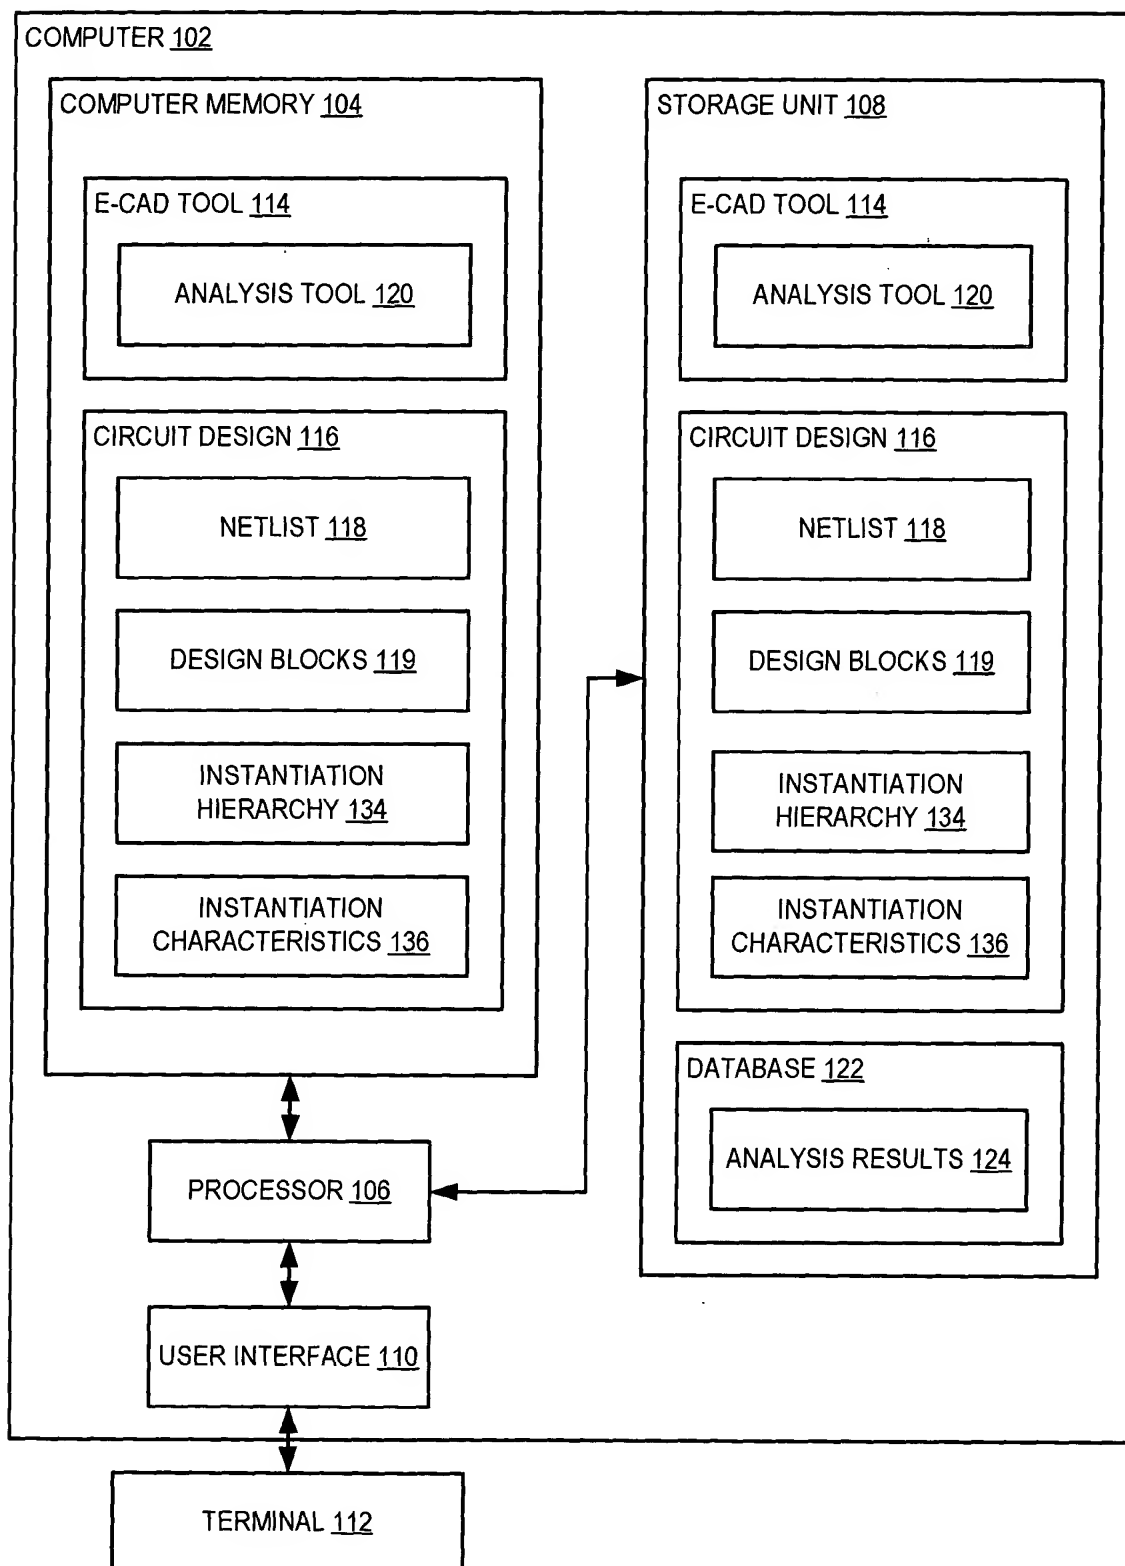 COMPUTER 102
COMPUTER MEMORY 104
E-CAD TOOL 114
ANALYSIS TOOL 120
CIRCUIT DESIGN 116
NETLIST 118
DESIGN BLOCKS 119
INSTANTIATION
HIERARCHY 134
INSTANTIATION
CHARACTERISTICS 136
STORAGE UNIT 108
E-CAD TOOL 114
ANALYSIS TOOL 120
CIRCUIT DESIGN 116
NETLIST 118
DESIGN BLOCKS 119
INSTANTIATION
HIERARCHY 134
INSTANTIATION
CHARACTERISTICS 136
DATABASE 122
ANALYSIS RESULTS 124
PROCESSOR 106
USER INTERFACE 110
TERMINAL 112